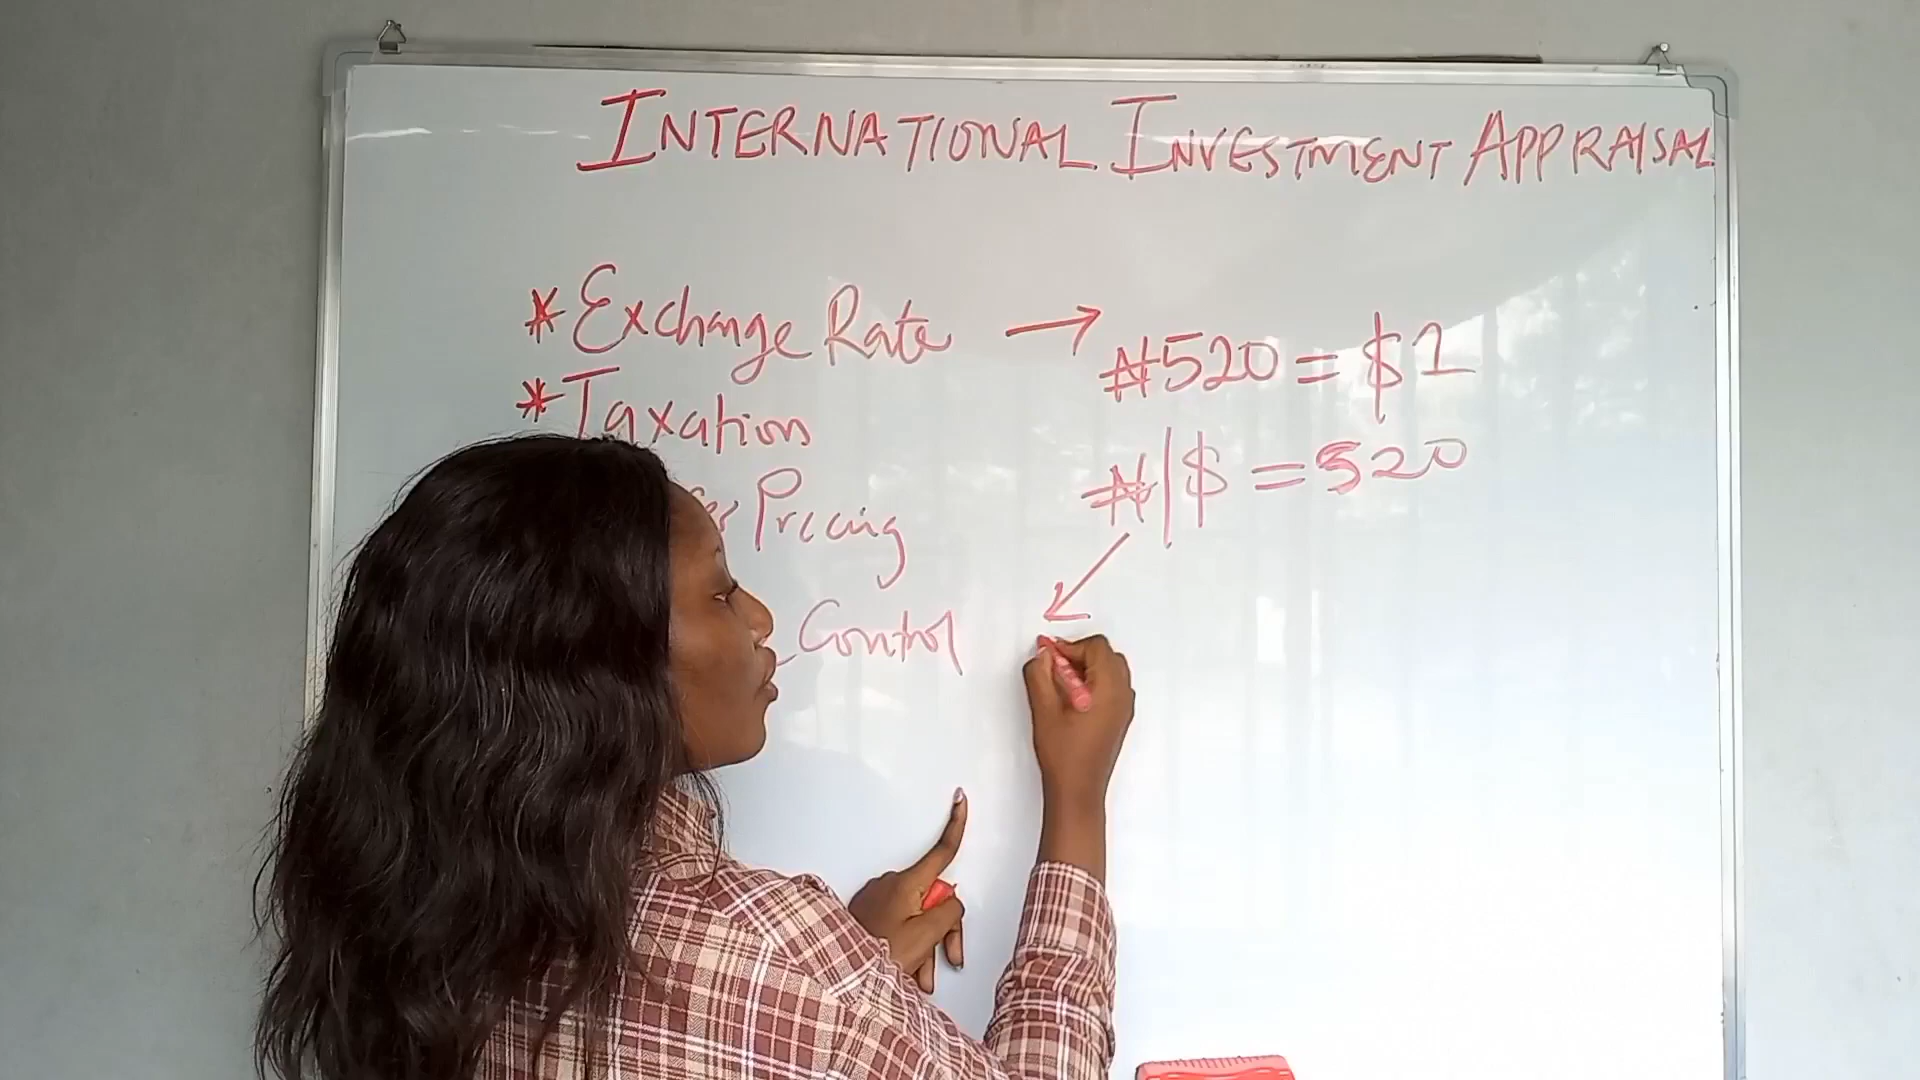 INTERNATIONAL INVESTMENT APPRAISAL
* Exchange Rate → ₦520 = $1
* Taxation
₦|$ = 520
Pricing
Control